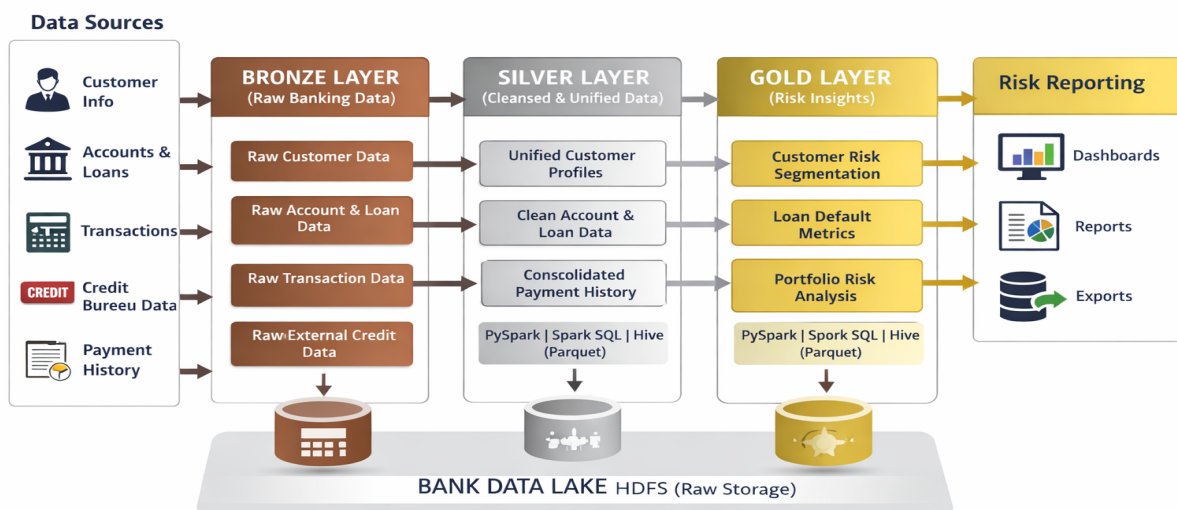 Data Sources
Customer
Info
Accounts &
Loans
Transactions
CREDIT
Credit
Bureeu Data
Payment
History
BRONZE LAYER
(Raw Banking Data)
Raw Customer Data
Raw Account & Loan
Data
Raw Transaction Data
Raw External Credit
Data
SILVER LAYER
(Cleansed & Unified Data)
Unified Customer
Profiles
Clean Account &
Loan Data
Conscolidated
Payment History
PySpark | Spark SQL | Hive
(Parquet)
GOLD LAYER
(Risk Insights)
Customer Risk
Segmentation
Loan Default
Metrics
Portfolio Risk
Analysis
PySpark | Spork SQL | Hive
(Parquet)
Risk Reporting
Dashboards
Reports
Exports
BANK DATA LAKE HDFS (Raw Storage)